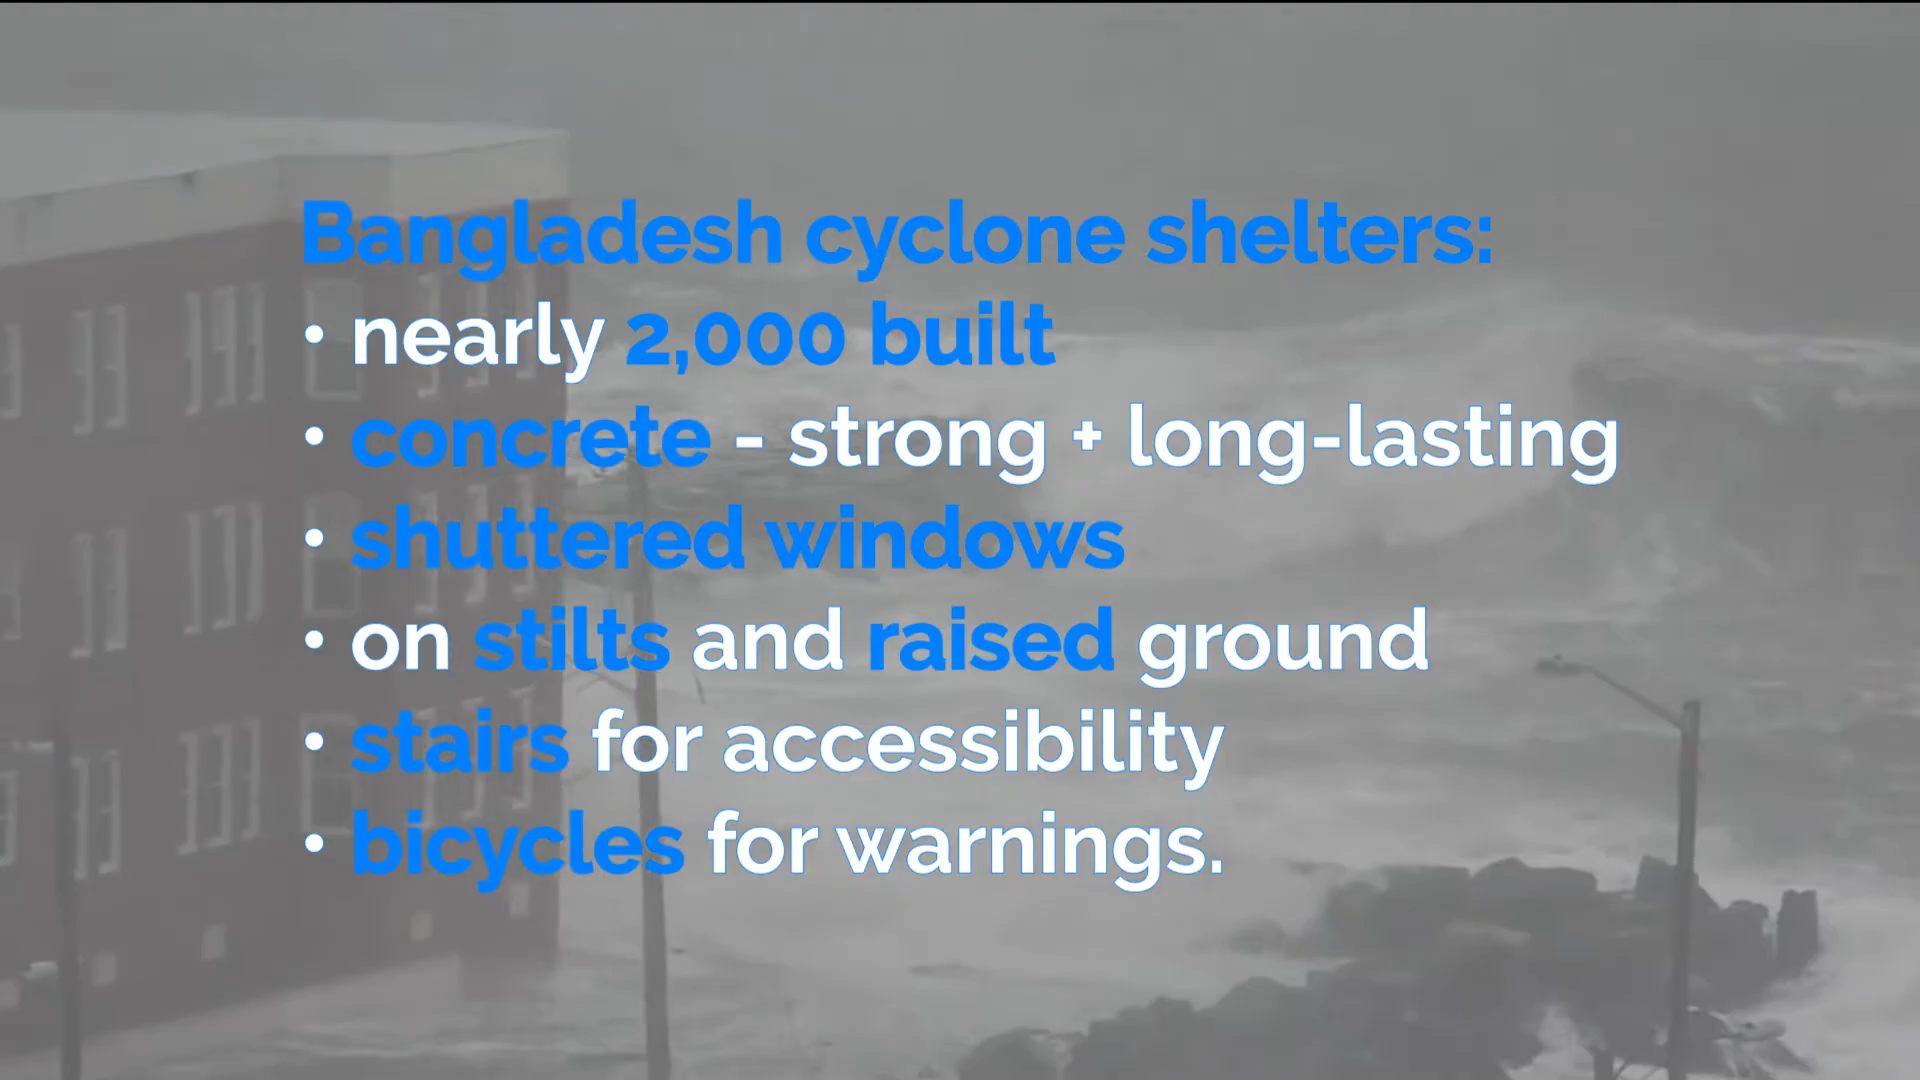 Bangladesh cyclone shelters:
• nearly 2,000 built
• concrete - strong + long-lasting
• shuttered windows
• on stilts and raised ground
• stairs for accessibility
• bicycles for warnings.